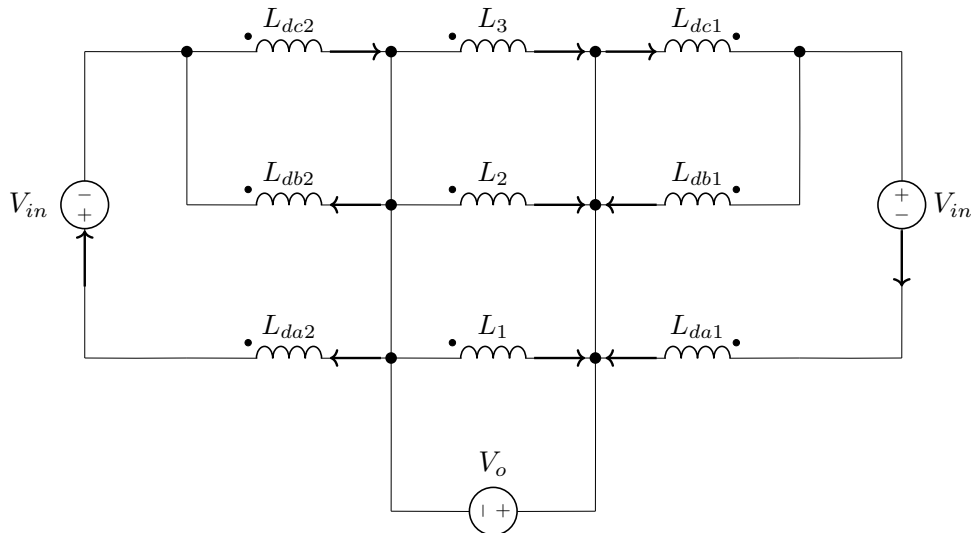 L_{dc2} L_3 L_{dc1}
L_{db2} L_2 L_{db1}
V_{in} - + + - V_{in}
L_{da2} L_1 L_{da1}
V_o
- +